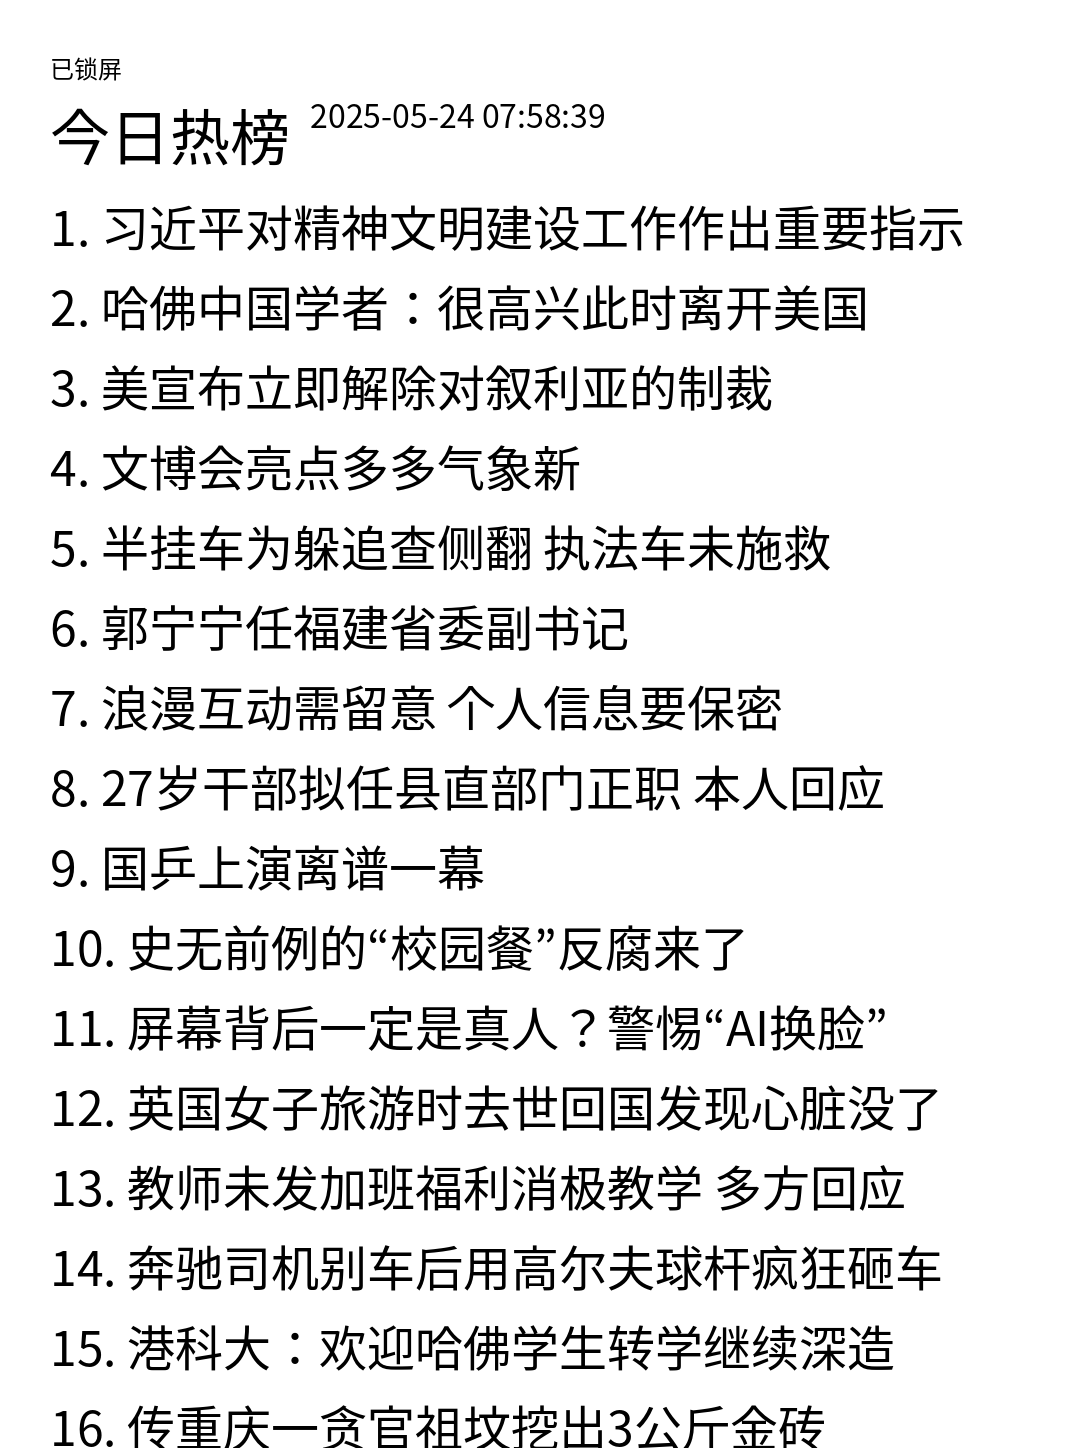 已锁屏
今日热榜 2025-05-24 07:58:39
1. 习近平对精神文明建设工作作出重要指示
2. 哈佛中国学者：很高兴此时离开美国
3. 美宣布立即解除对叙利亚的制裁
4. 文博会亮点多多气象新
5. 半挂车为躲追查侧翻 执法车未施救
6. 郭宁宁任福建省委副书记
7. 浪漫互动需留意 个人信息要保密
8. 27岁干部拟任县直部门正职 本人回应
9. 国乒上演离谱一幕
10. 史无前例的“校园餐”反腐来了
11. 屏幕背后一定是真人？警惕“AI换脸”
12. 英国女子旅游时去世回国发现心脏没了
13. 教师未发加班福利消极教学 多方回应
14. 奔驰司机别车后用高尔夫球杆疯狂砸车
15. 港科大：欢迎哈佛学生转学继续深造
16. 传重庆一贪官祖坟挖出3公斤金砖